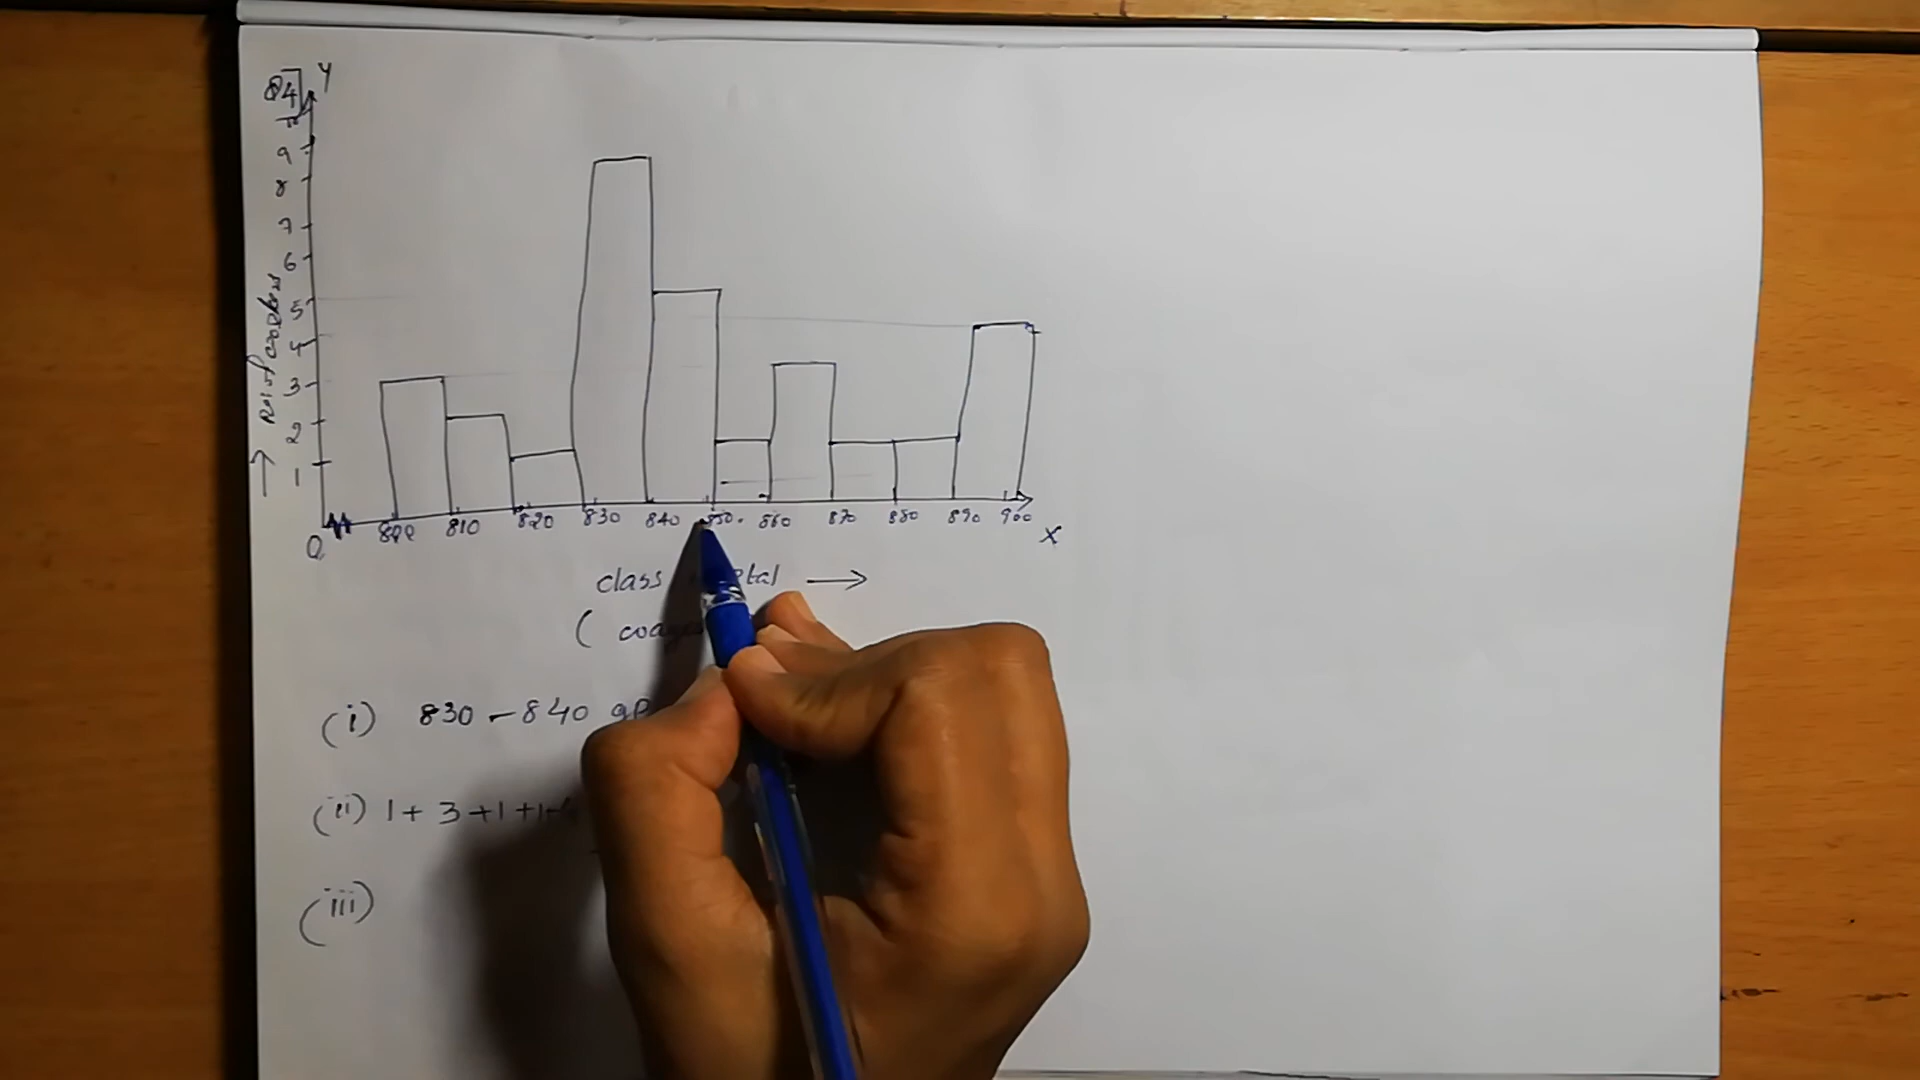 Q4]
Y
10
9
8
7
6
5
4
3
2
1
0
800 810 820 830 840 850 860 870 880 890 900
X
class
(
(i) 830 - 840
(ii) 1 + 3 + 1 + 1 +
(iii)